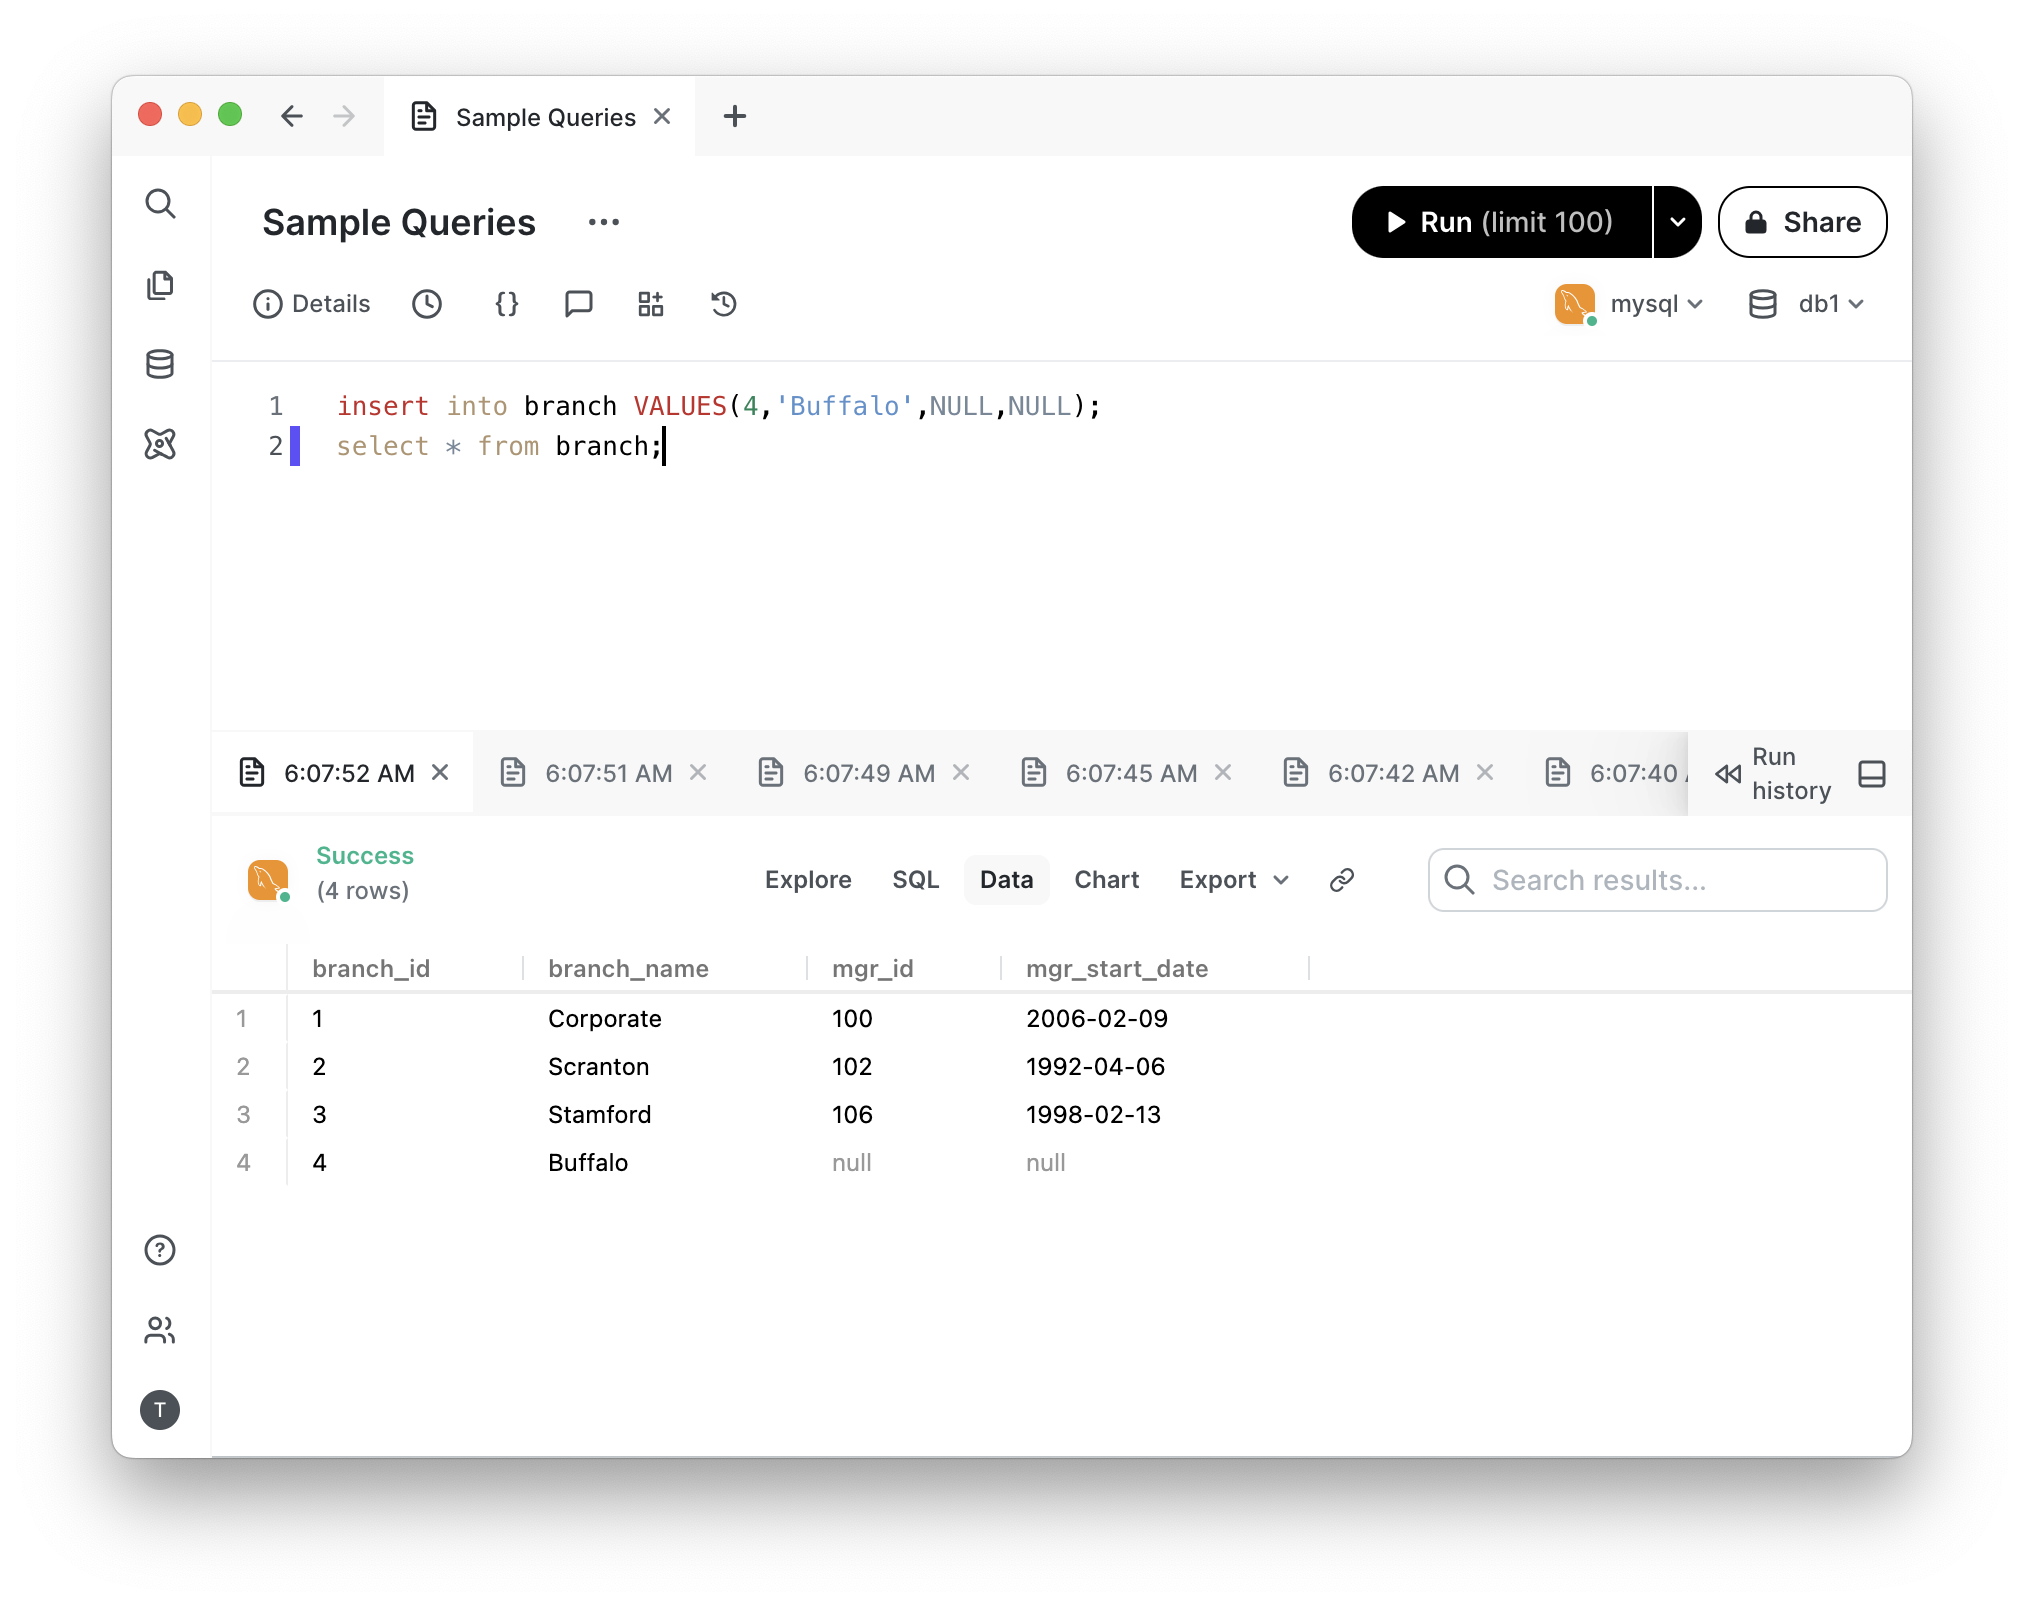 Sample Queries
Sample Queries
Run (limit 100)
Share
Details
mysql
db1
1 insert into branch VALUES(4,'Buffalo',NULL,NULL);
2 select * from branch;
6:07:52 AM
6:07:51 AM
6:07:49 AM
6:07:45 AM
6:07:42 AM
6:07:40
Run history
Success
(4 rows)
Explore
SQL
Data
Chart
Export
Search results...
branch_id branch_name mgr_id mgr_start_date
1 1 Corporate 100 2006-02-09
2 2 Scranton 102 1992-04-06
3 3 Stamford 106 1998-02-13
4 4 Buffalo null null
T